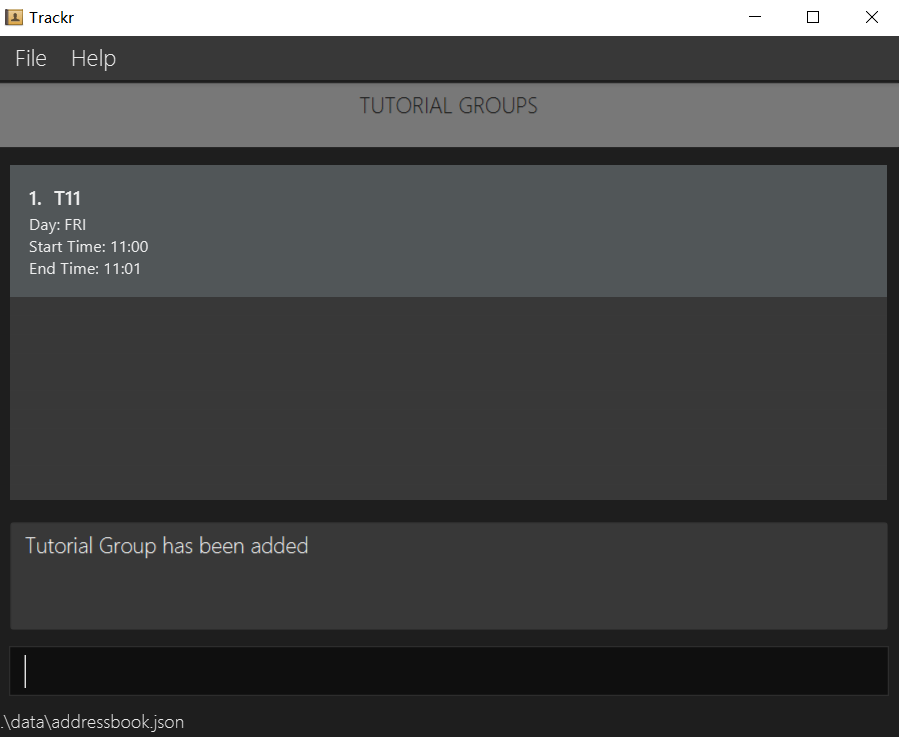 Trackr
File Help
TUTORIAL GROUPS
1. T11
Day: FRI
Start Time: 11:00
End Time: 11:01
Tutorial Group has been added
.\data\addressbook.json